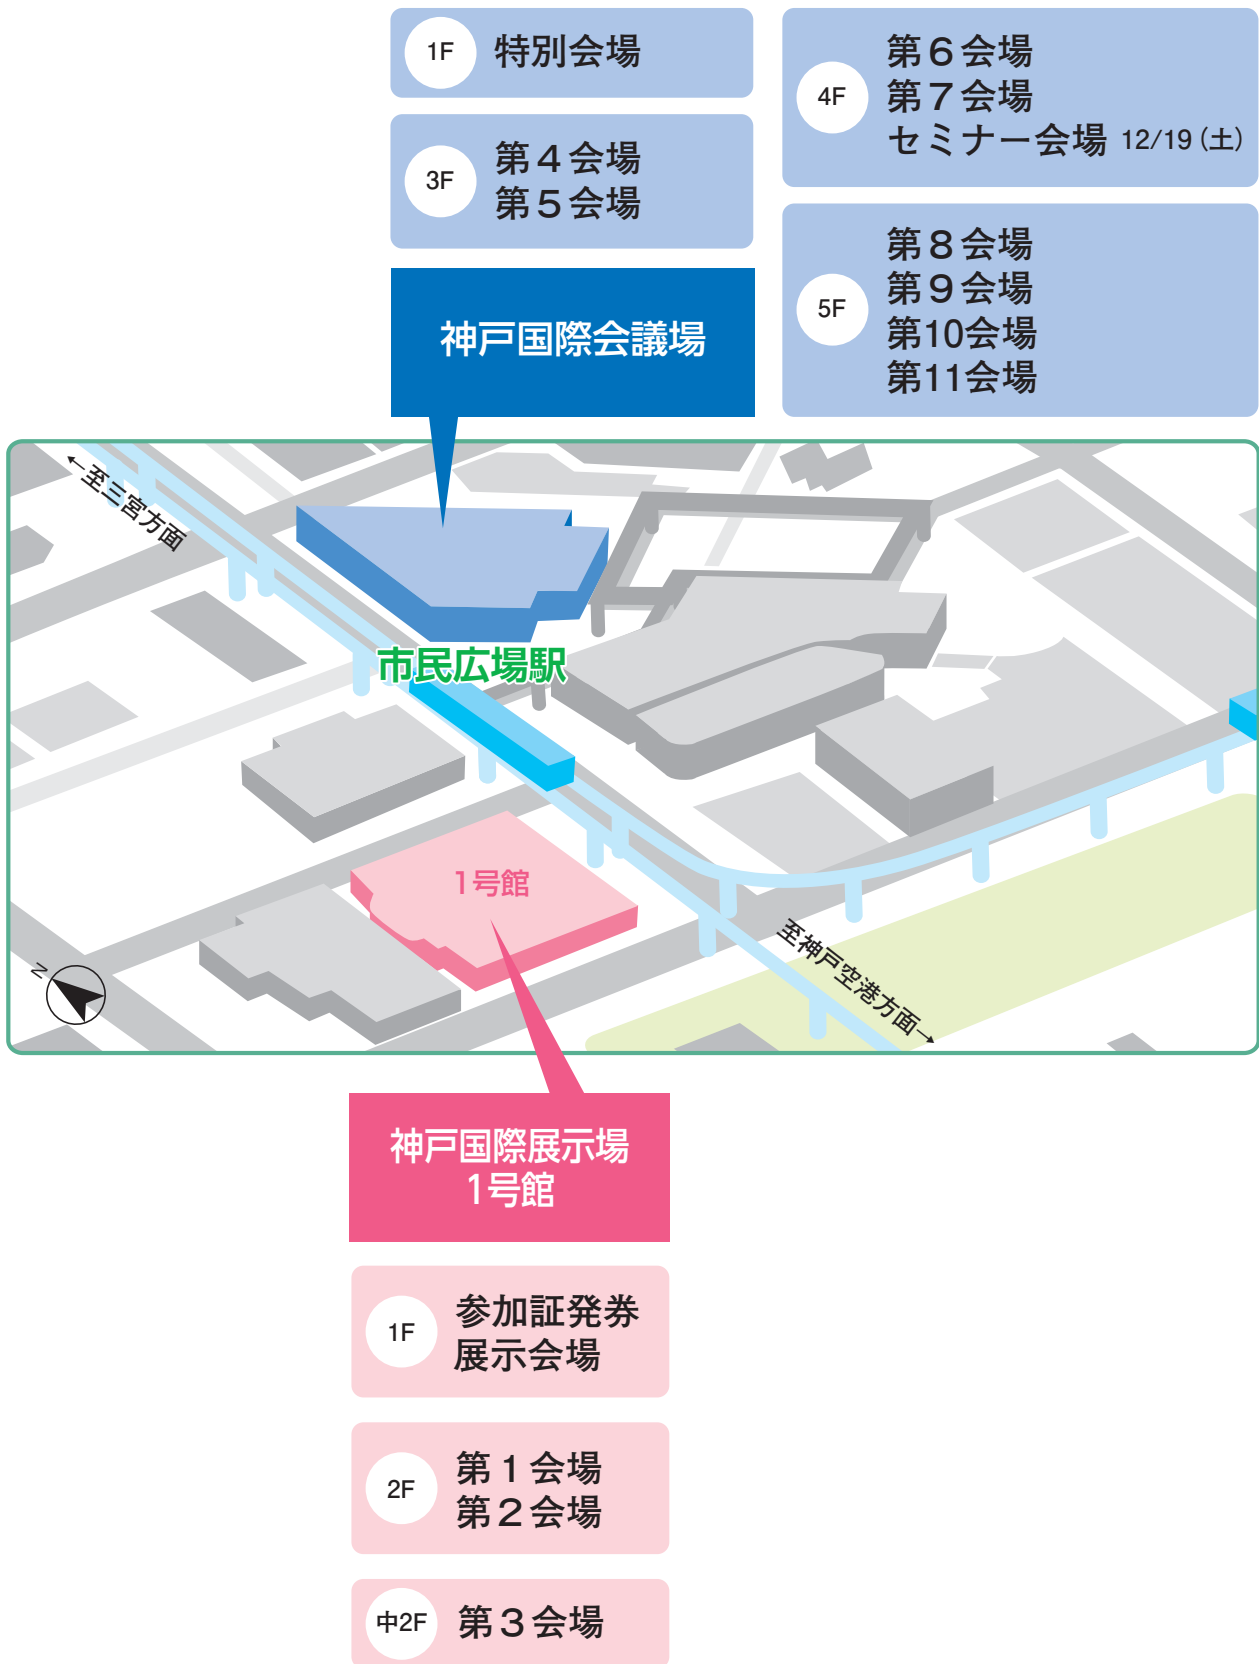 1F 特別会場
3F 第4会場
第5会場
4F 第6会場
第7会場
セミナー会場 12/19(土)
5F 第8会場
第9会場
第10会場
第11会場
神戸国際会議場
←至三宮方面
市民広場駅
1号館
至神戸空港方面→
N
神戸国際展示場
1号館
1F 参加証発券
展示会場
2F 第1会場
第2会場
中2F 第3会場